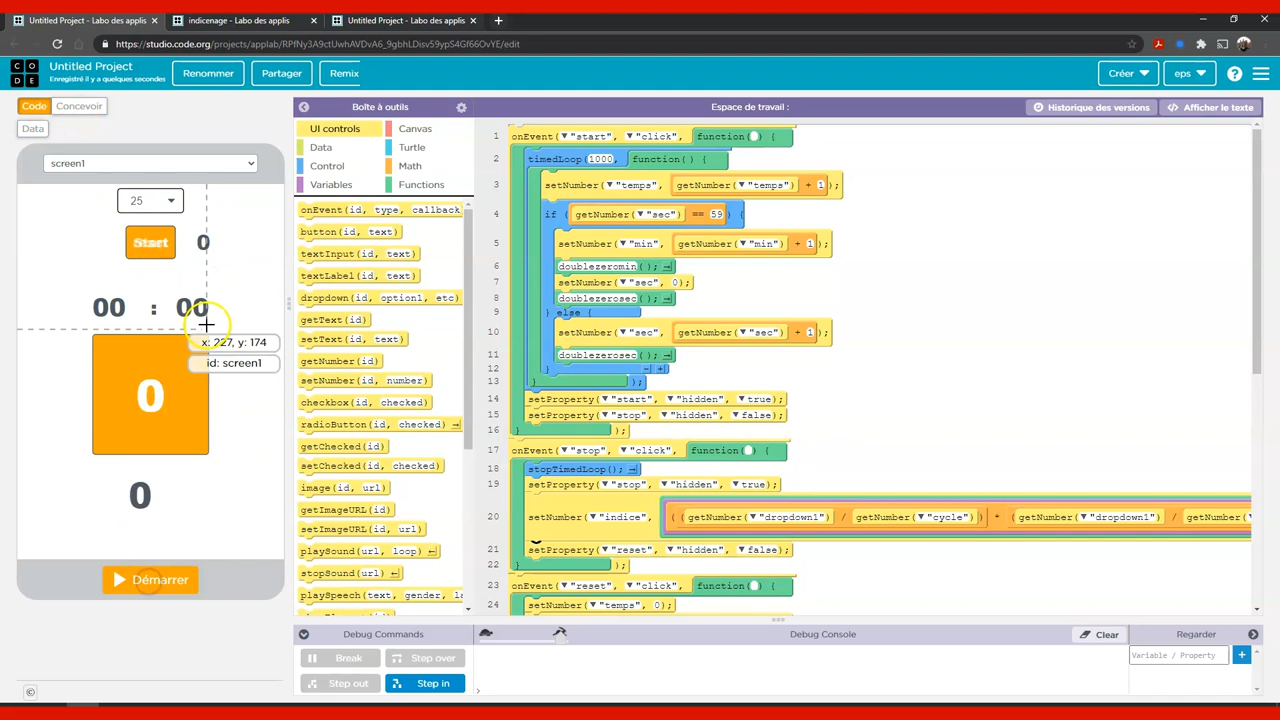 Untitled Project - Labo des applis
indicenage - Labo des applis
Untitled Project - Labo des applis
https://studio.code.org/projects/applab/RPfNy3A9ctUwhAVDvA6_9gbhLDisv59ypS4Gf66OvYE/edit
CODE
Untitled Project
Enregistré il y a quelques secondes
Renommer
Partager
Remix
Créer
eps
Code
Concevoir
Data
screen1
25
Start
0
00 : 00
x: 227, y: 174
id: screen1
0
0
Démarrer
Boîte à outils
UI controls
Canvas
Data
Turtle
Control
Math
Variables
Functions
onEvent(id, type, callback
button(id, text)
textInput(id, text)
textLabel(id, text)
dropdown(id, option1, etc)
getText(id)
setText(id, text)
getNumber(id)
setNumber(id, number)
checkbox(id, checked)
radioButton(id, checked)
getChecked(id)
setChecked(id, checked)
image(id, url)
getImageURL(id)
setImageURL(id, url)
playSound(url, loop)
stopSound(url)
playSpeech(text, gender, la
Espace de travail :
Historique des versions
Afficher le texte
1 onEvent("start", "click", function() {
2 timedLoop(1000, function() {
3 setNumber("temps", getNumber("temps") + 1);
4 if (getNumber("sec") == 59) {
5 setNumber("min", getNumber("min") + 1);
6 doublezeromin();
7 setNumber("sec", 0);
8 doublezerosec();
9 } else {
10 setNumber("sec", getNumber("sec") + 1);
11 doublezerosec();
12 }
13 });
14 setProperty("start", "hidden", true);
15 setProperty("stop", "hidden", false);
16 });
17 onEvent("stop", "click", function() {
18 stopTimedLoop();
19 setProperty("stop", "hidden", true);
20 setNumber("indice", ((getNumber("dropdown1") / getNumber("cycle")) * (getNumber("dropdown1") / getNumber("
21 setProperty("reset", "hidden", false);
22 });
23 onEvent("reset", "click", function() {
24 setNumber("temps", 0);
Debug Commands
Debug Console
Clear
Regarder
Break
Step over
Step out
Step in
Variable / Property